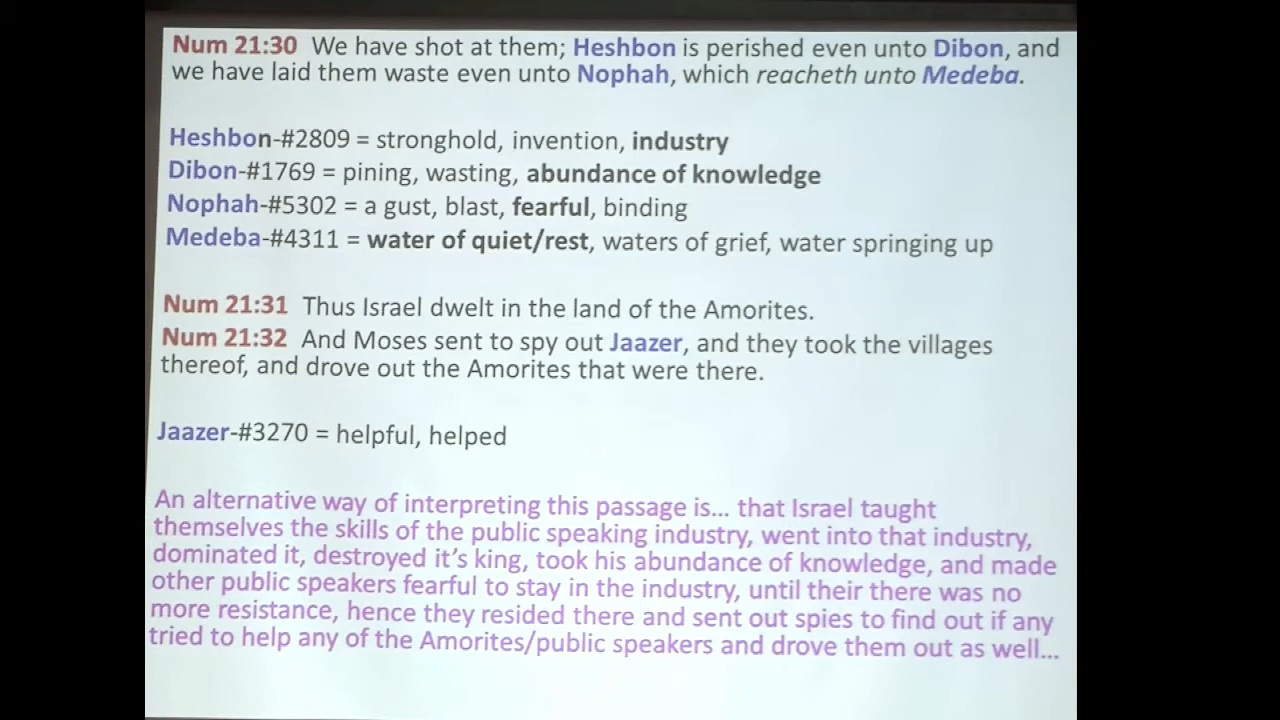 Num 21:30  We have shot at them; Heshbon is perished even unto Dibon, and
we have laid them waste even unto Nophah, which reacheth unto Medeba.
Heshbon-#2809 = stronghold, invention, industry
Dibon-#1769 = pining, wasting, abundance of knowledge
Nophah-#5302 = a gust, blast, fearful, binding
Medeba-#4311 = water of quiet/rest, waters of grief, water springing up
Num 21:31  Thus Israel dwelt in the land of the Amorites.
Num 21:32  And Moses sent to spy out Jaazer, and they took the villages
thereof, and drove out the Amorites that were there.
Jaazer-#3270 = helpful, helped
An alternative way of interpreting this passage is... that Israel taught
themselves the skills of the public speaking industry, went into that industry,
dominated it, destroyed it's king, took his abundance of knowledge, and made
other public speakers fearful to stay in the industry, until their there was no
more resistance, hence they resided there and sent out spies to find out if any
tried to help any of the Amorites/public speakers and drove them out as well...